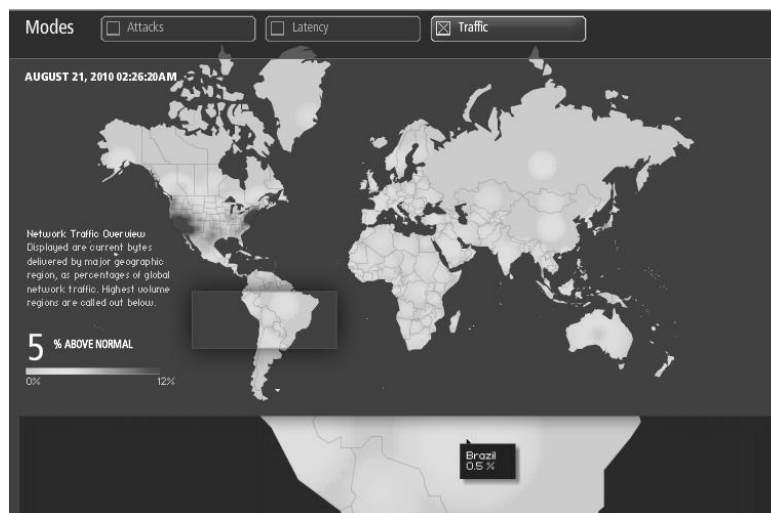 Modes
Attacks
Latency
Traffic
AUGUST 21, 2010 02:26:20AM
Network Traffic Overview
Displayed are current bytes
delivered by major geographic
region, as percentages of global
network traffic. Highest volume
regions are called out below.
5 % ABOVE NORMAL
0% 12%
Brazil
0.5 %